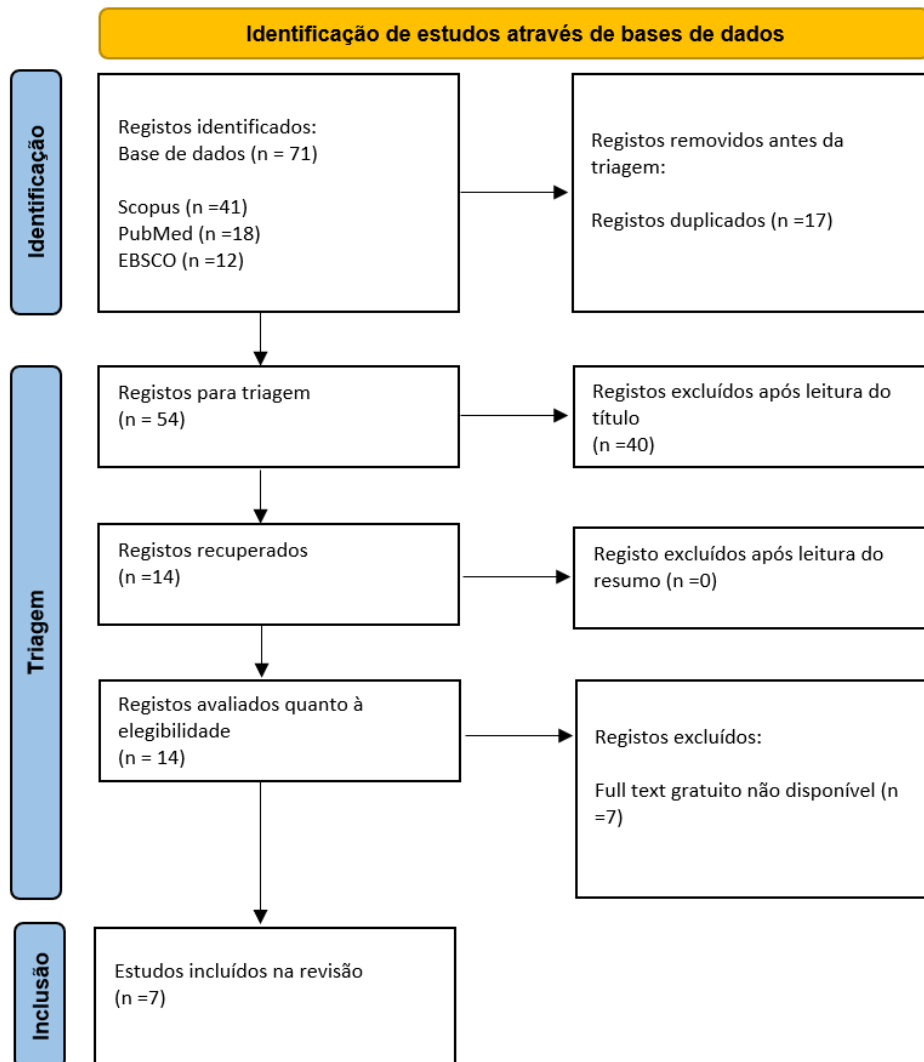 Identificação de estudos através de bases de dados
Identificação
Registos identificados:
Base de dados (n = 71)
Scopus (n =41)
PubMed (n =18)
EBSCO (n =12)
Registos removidos antes da
triagem:
Registos duplicados (n =17)
Triagem
Registos para triagem
(n = 54)
Registos excluídos após leitura do
título
(n =40)
Registos recuperados
(n =14)
Registo excluídos após leitura do
resumo (n =0)
Registos avaliados quanto à
elegibilidade
(n = 14)
Registos excluídos:
Full text gratuito não disponível (n
=7)
Inclusão
Estudos incluídos na revisão
(n =7)